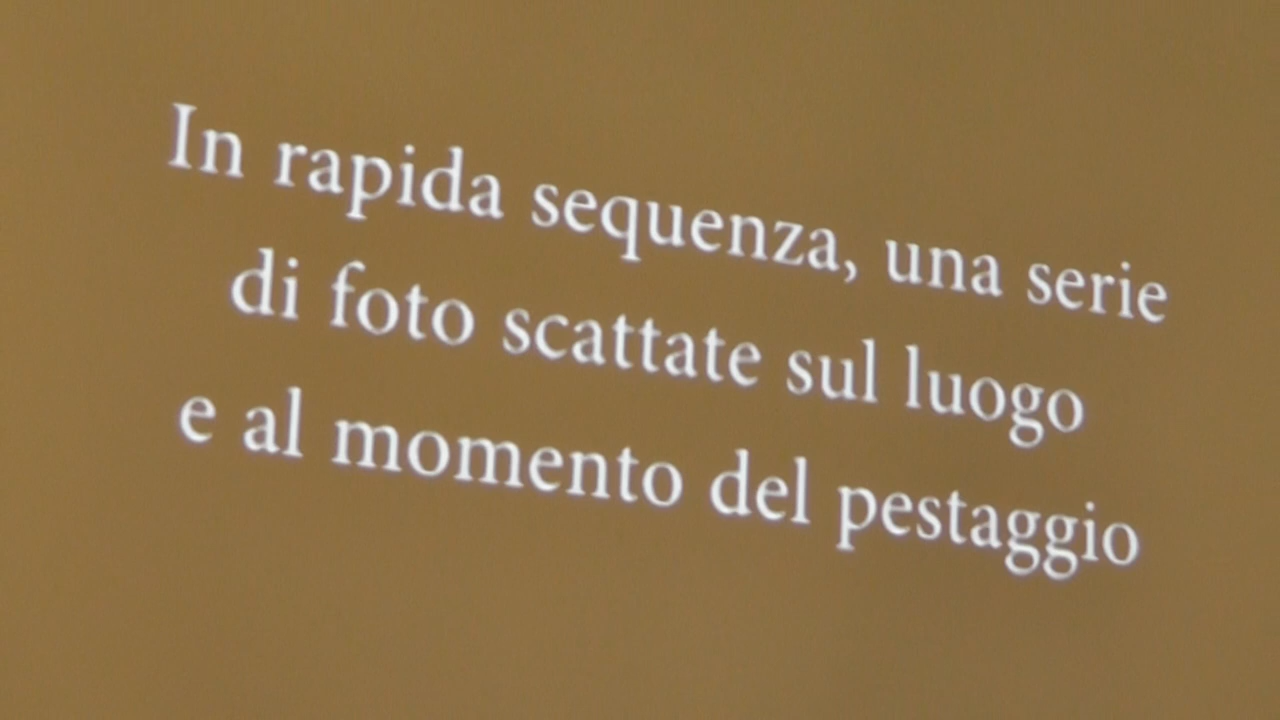 In rapida sequenza, una serie
di foto scattate sul luogo
e al momento del pestaggio